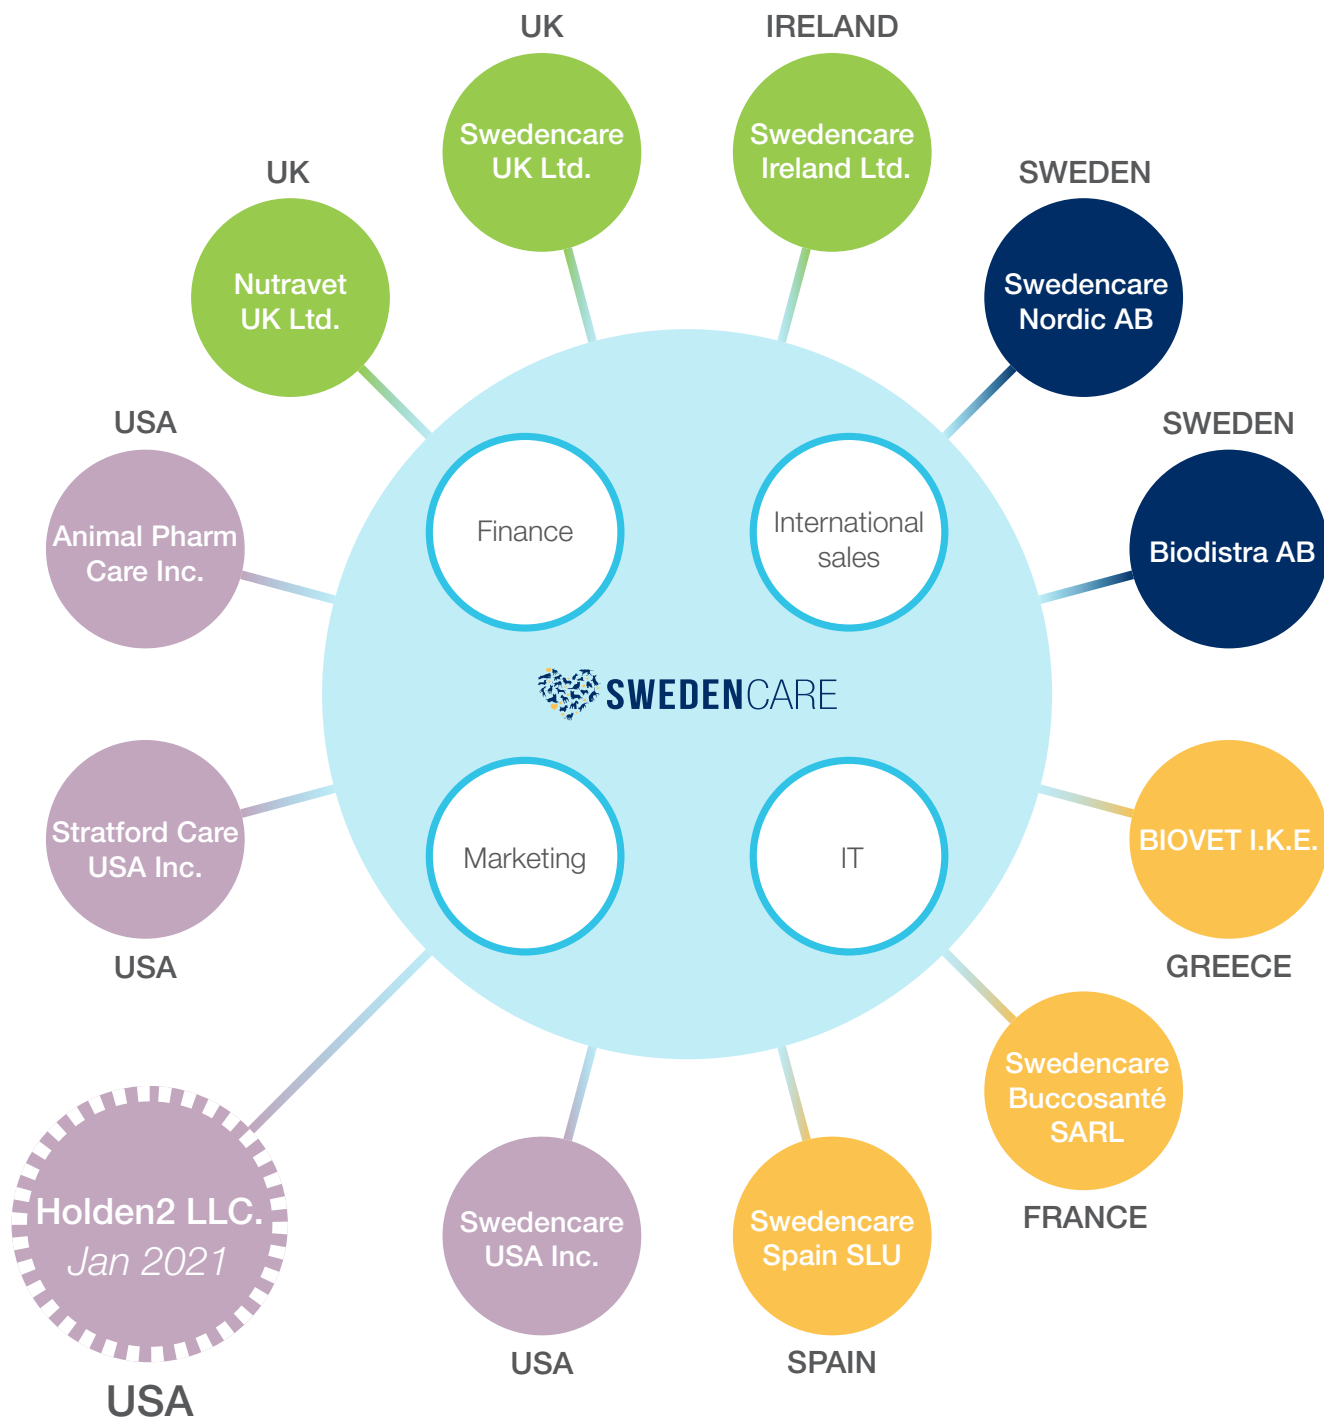 UK
IRELAND
Swedencare
UK Ltd.
Swedencare
Ireland Ltd.
UK
SWEDEN
Nutravet
UK Ltd.
Swedencare
Nordic AB
USA
SWEDEN
Animal Pharm
Care Inc.
Finance
International
sales
Biodistra AB
SWEDENCARE
Stratford Care
USA Inc.
Marketing
IT
BIOVET I.K.E.
USA
GREECE
Swedencare
Buccosanté
SARL
FRANCE
Holden2 LLC.
Jan 2021
USA
Swedencare
USA Inc.
USA
Swedencare
Spain SLU
SPAIN